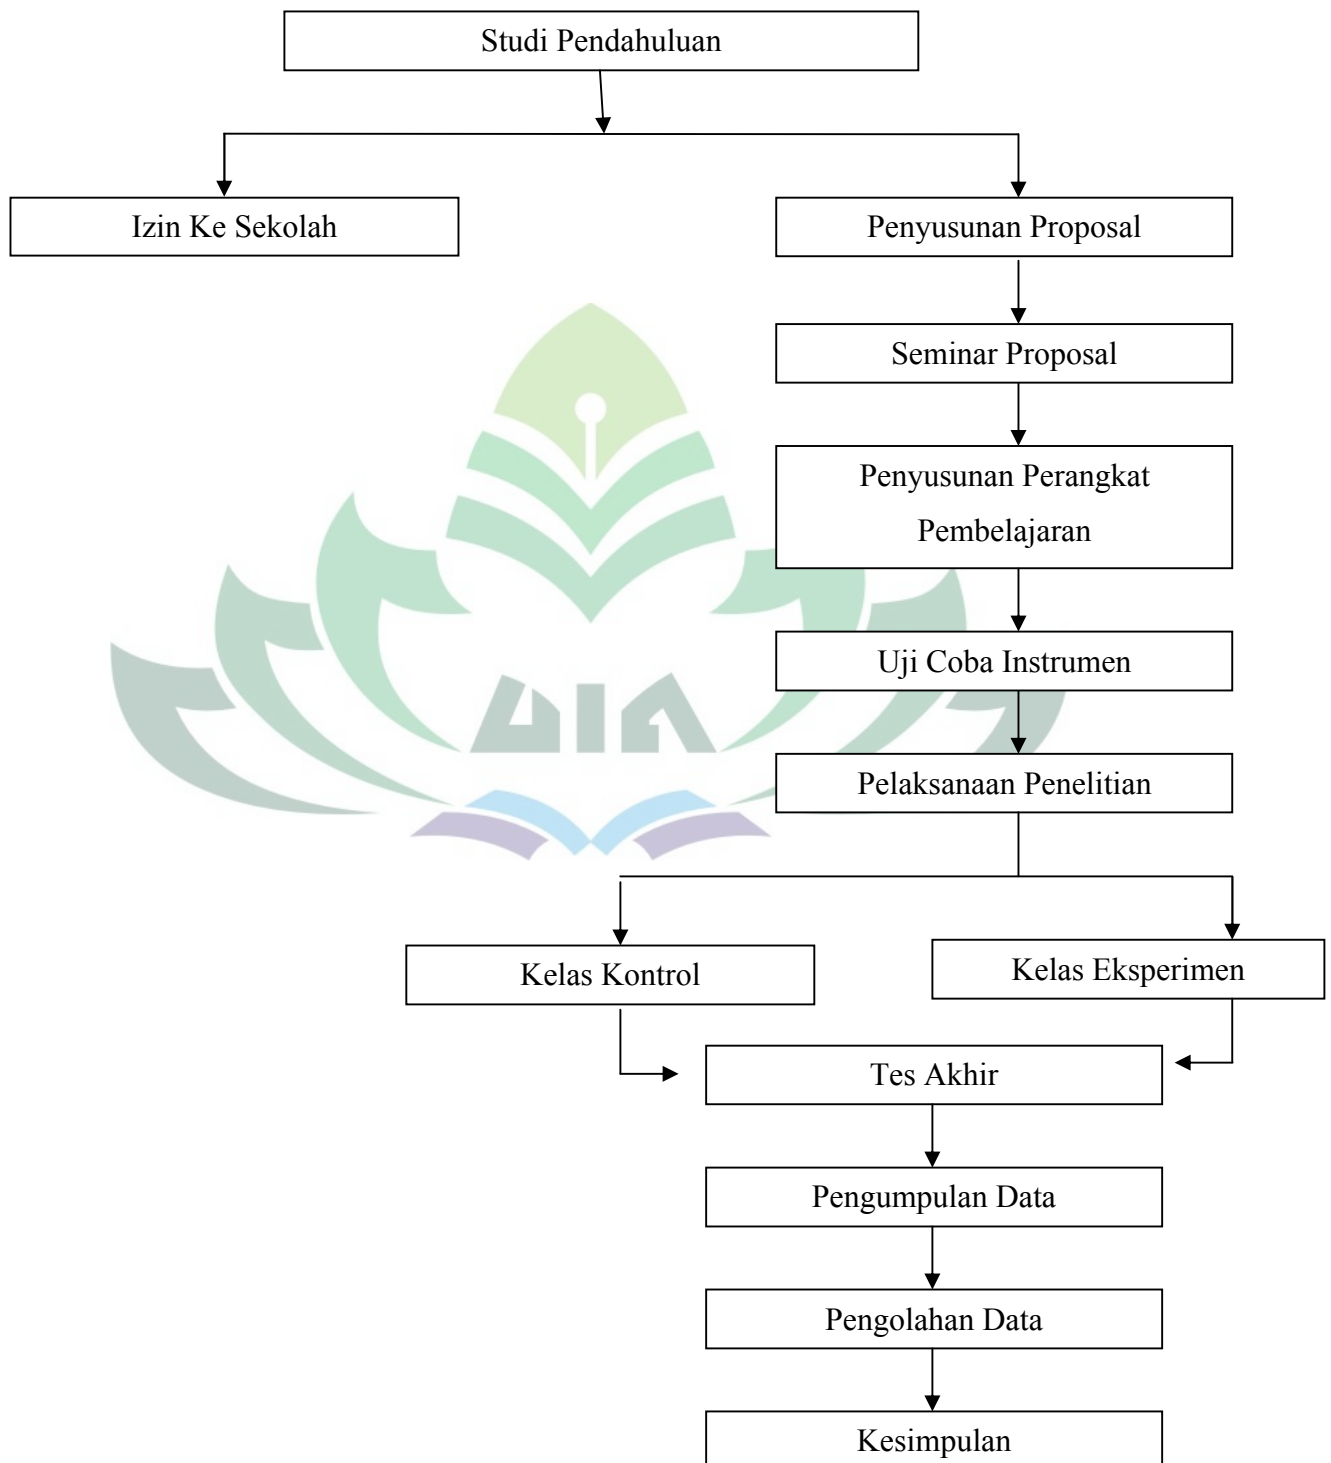 Studi Pendahuluan
Izin Ke Sekolah
Penyusunan Proposal
Seminar Proposal
Penyusunan Perangkat
Pembelajaran
Uji Coba Instrumen
UIN
Pelaksanaan Penelitian
Kelas Kontrol
Kelas Eksperimen
Tes Akhir
Pengumpulan Data
Pengolahan Data
Kesimpulan